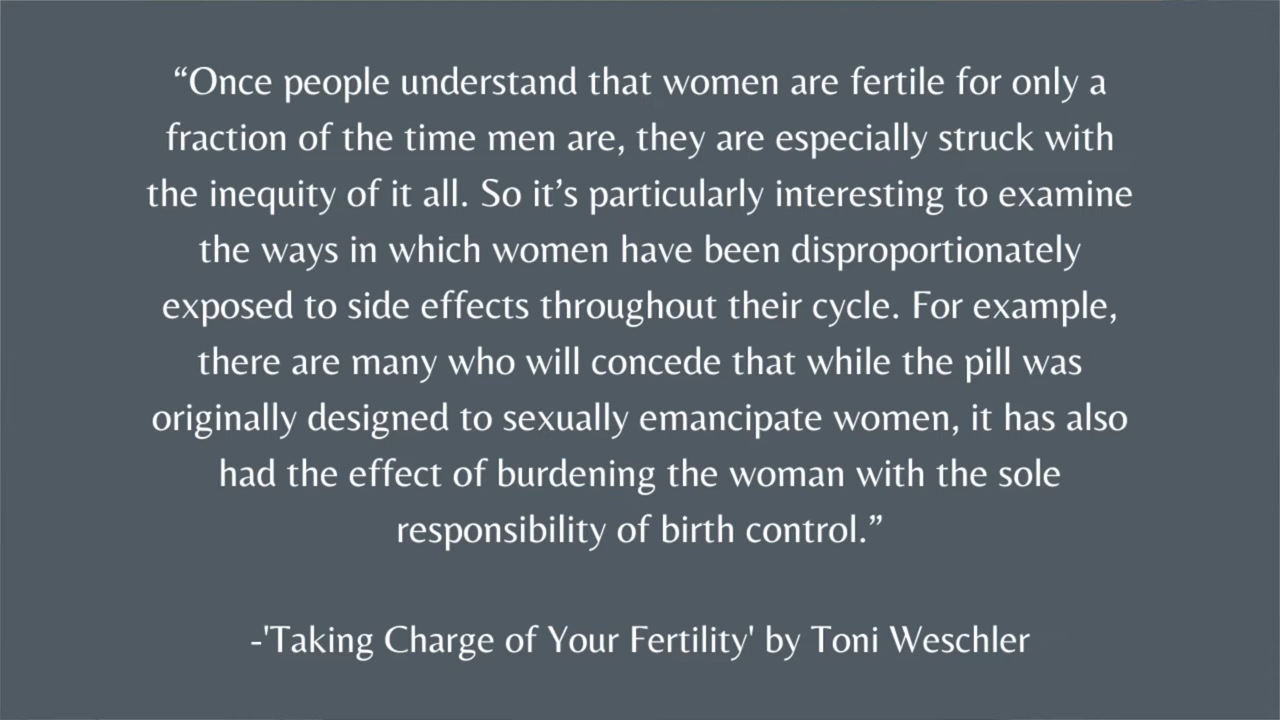 “Once people understand that women are fertile for only a
fraction of the time men are, they are especially struck with
the inequity of it all. So it’s particularly interesting to examine
the ways in which women have been disproportionately
exposed to side effects throughout their cycle. For example,
there are many who will concede that while the pill was
originally designed to sexually emancipate women, it has also
had the effect of burdening the woman with the sole
responsibility of birth control.”
-'Taking Charge of Your Fertility' by Toni Weschler